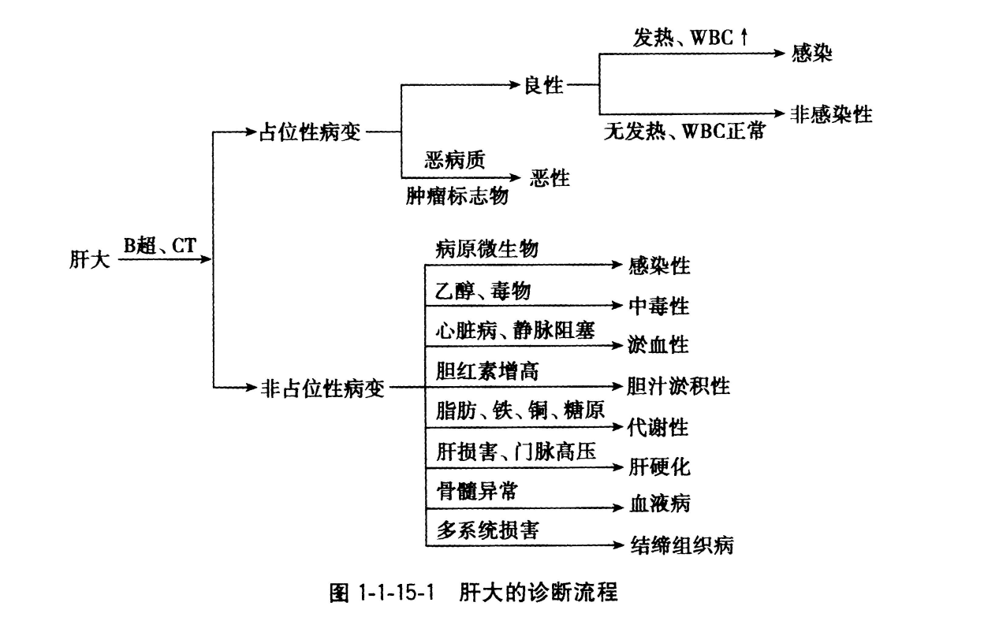 发热、WBC↑
感染
良性
非感染性
无发热、WBC正常
占位性病变
恶病质
恶性
肿瘤标志物
肝大
B超、CT
病原微生物
感染性
乙醇、毒物
中毒性
心脏病、静脉阻塞
淤血性
胆红素增高
非占位性病变
胆汁淤积性
脂肪、铁、铜、糖原
代谢性
肝损害、门脉高压
肝硬化
骨髓异常
血液病
多系统损害
结缔组织病
图 1-1-15-1 肝大的诊断流程